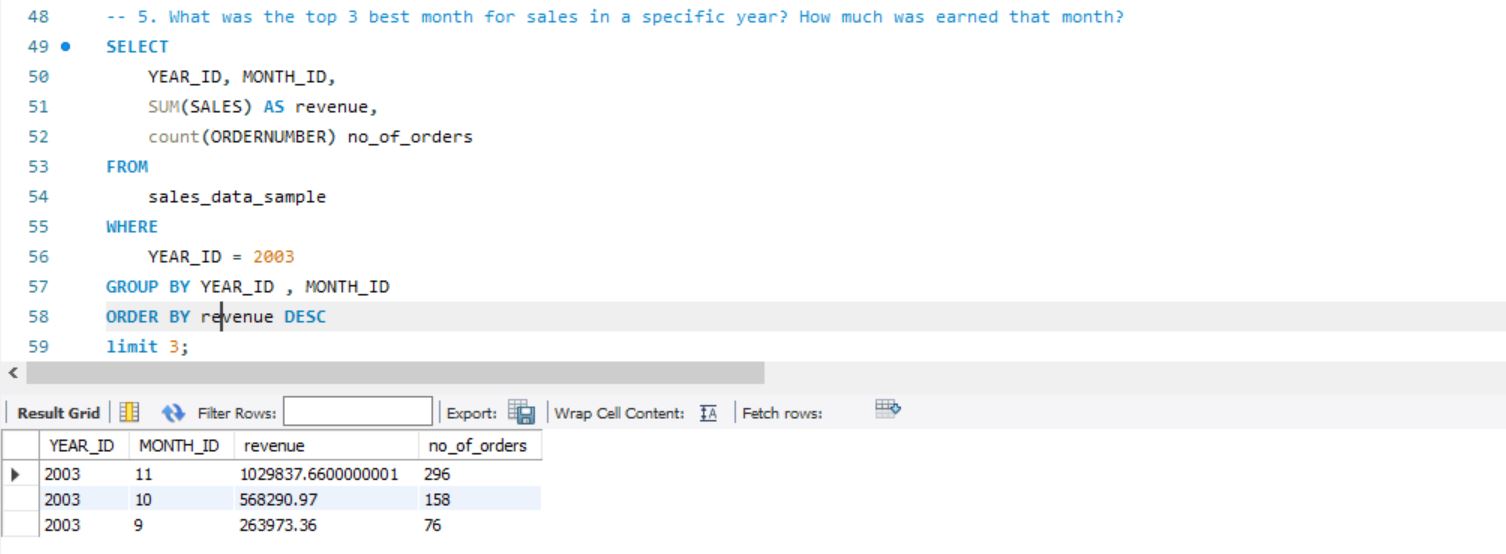 48 -- 5. What was the top 3 best month for sales in a specific year? How much was earned that month?
49 SELECT
50 YEAR_ID, MONTH_ID,
51 SUM(SALES) AS revenue,
52 count(ORDERNUMBER) no_of_orders
53 FROM
54 sales_data_sample
55 WHERE
56 YEAR_ID = 2003
57 GROUP BY YEAR_ID , MONTH_ID
58 ORDER BY revenue DESC
59 limit 3;
Result Grid Filter Rows: Export: Wrap Cell Content: IA Fetch rows:
YEAR_ID MONTH_ID revenue no_of_orders
2003 11 1029837.6600000001 296
2003 10 568290.97 158
2003 9 263973.36 76